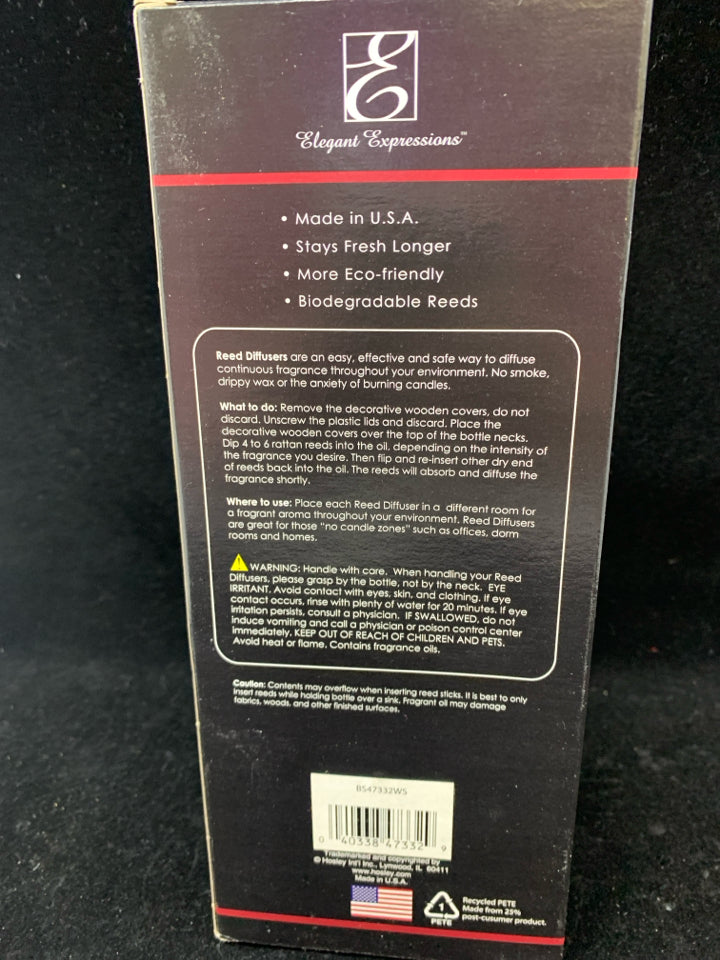 E
Elegant Expressions™
• Made in U.S.A.
• Stays Fresh Longer
• More Eco-friendly
• Biodegradable Reeds
Reed Diffusers are an easy, effective and safe way to diffuse
continuous fragrance throughout your environment. No smoke,
drippy wax or the anxiety of burning candles.
What to do: Remove the decorative wooden covers, do not
discard. Unscrew the plastic lids and discard. Place the
decorative wooden covers over the top of the bottle necks.
Dip 4 to 6 rattan reeds into the oil, depending on the intensity of
the fragrance you desire. Then flip and re-insert other dry end
of reeds back into the oil. The reeds will absorb and diffuse the
fragrance shortly.
Where to use: Place each Reed Diffuser in a different room for
a fragrant aroma throughout your environment. Reed Diffusers
are great for those "no candle zones" such as offices, dorm
rooms and homes.
WARNING: Handle with care. When handling your Reed
Diffusers, please grasp by the bottle, not by the neck. EYE
IRRITANT. Avoid contact with eyes, skin, and clothing. If eye
contact occurs, rinse with plenty of water for 20 minutes. If eye
irritation persists, consult a physician. IF SWALLOWED, do not
induce vomiting and call a physician or poison control center
immediately. KEEP OUT OF REACH OF CHILDREN AND PETS.
Avoid heat or flame. Contains fragrance oils.
Caution: Contents may overflow when inserting reed sticks. It is best to only
insert reeds while holding bottle over a sink. Fragrant oil may damage
fabrics, woods, and other finished surfaces.
BS47332WS
0 40338 47332 9
Trademarked and copyrighted by
© Hosley Int'l Inc., Lynwood, IL 60411
www.hosley.com
Made in U.S.A.
1
PETE
Recycled PETE
Made from 25%
post-cusumer product.